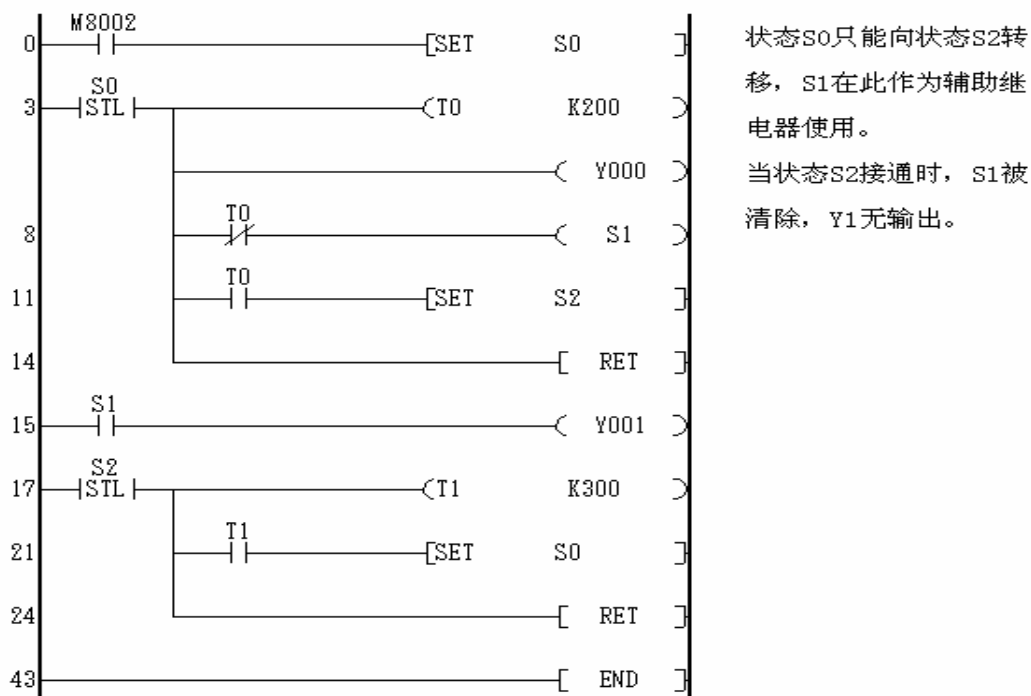 M8002
0 SET S0
S0
3 STL T0 K200
Y000
T0
8 S1
T0
11 SET S2
14 RET
S1
15 Y001
S2
17 STL T1 K300
T1
21 SET S0
24 RET
43 END
状态S0只能向状态S2转
移，S1在此作为辅助继
电器使用。
当状态S2接通时，S1被
清除，Y1无输出。